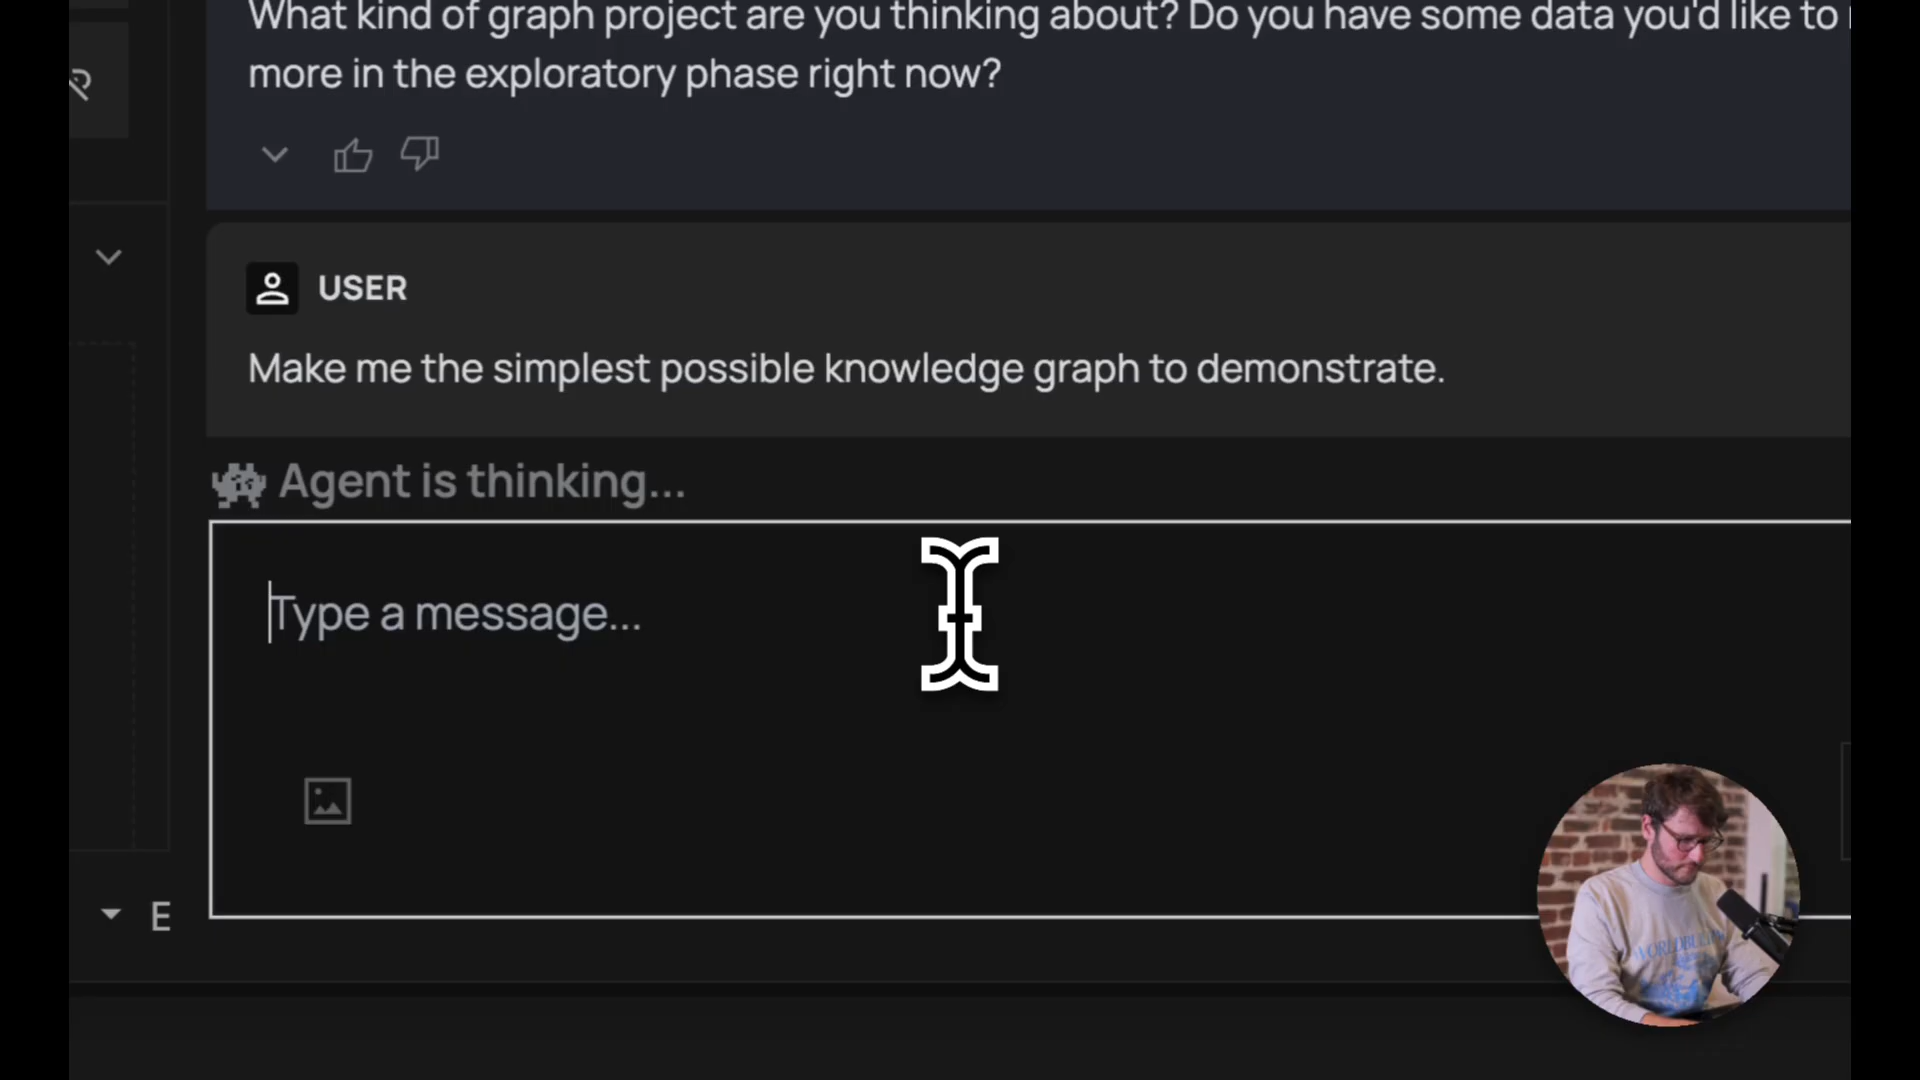 What kind of graph project are you thinking about? Do you have some data you'd like to
more in the exploratory phase right now?
USER
Make me the simplest possible knowledge graph to demonstrate.
Agent is thinking...
Type a message...
E